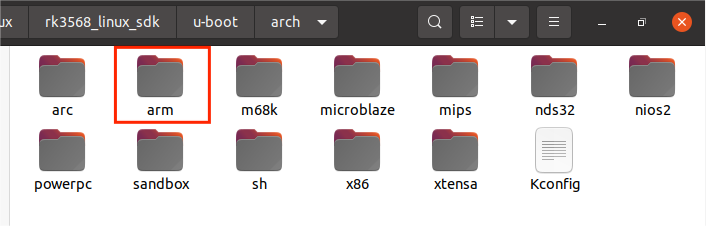 ux rk3568_linux_sdk u-boot arch
arc arm m68k microblaze mips nds32 nios2
powerpc sandbox sh x86 xtensa Kconfig